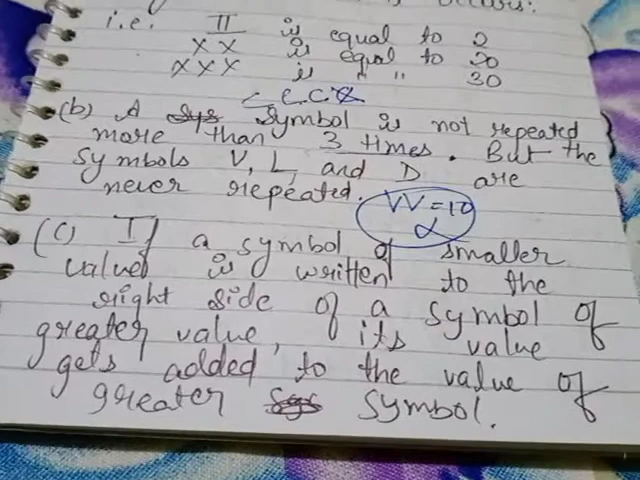 i.e. II is equal to 2
XX is equal to 20
XXX is " " 30
(b) A symbol is not repeated
more than 3 times. But the
symbols V, L, and D are
never repeated.
VV=10
(c) If a symbol of smaller
value is written to the
right side of a symbol of
greater value, its value
gets added to the value of
greater symbol.